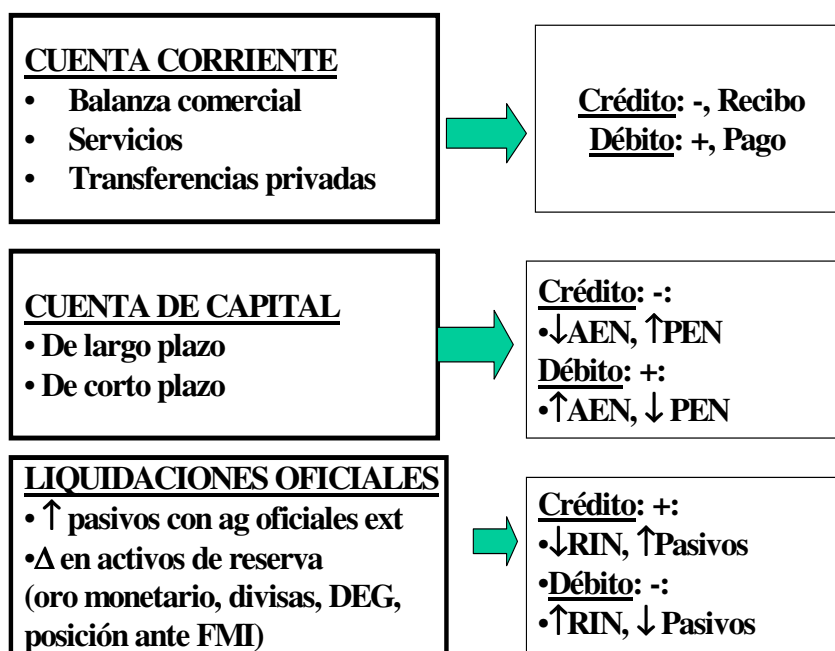 CUENTA CORRIENTE
• Balanza comercial
• Servicios
• Transferencias privadas
Crédito: -, Recibo
Débito: +, Pago
CUENTA DE CAPITAL
• De largo plazo
• De corto plazo
Crédito: -:
•↓AEN, ↑PEN
Débito: +:
•↑AEN, ↓ PEN
LIQUIDACIONES OFICIALES
• ↑ pasivos con ag oficiales ext
•Δ en activos de reserva
(oro monetario, divisas, DEG,
posición ante FMI)
Crédito: +:
•↓RIN, ↑Pasivos
•Débito: -:
•↑RIN, ↓ Pasivos